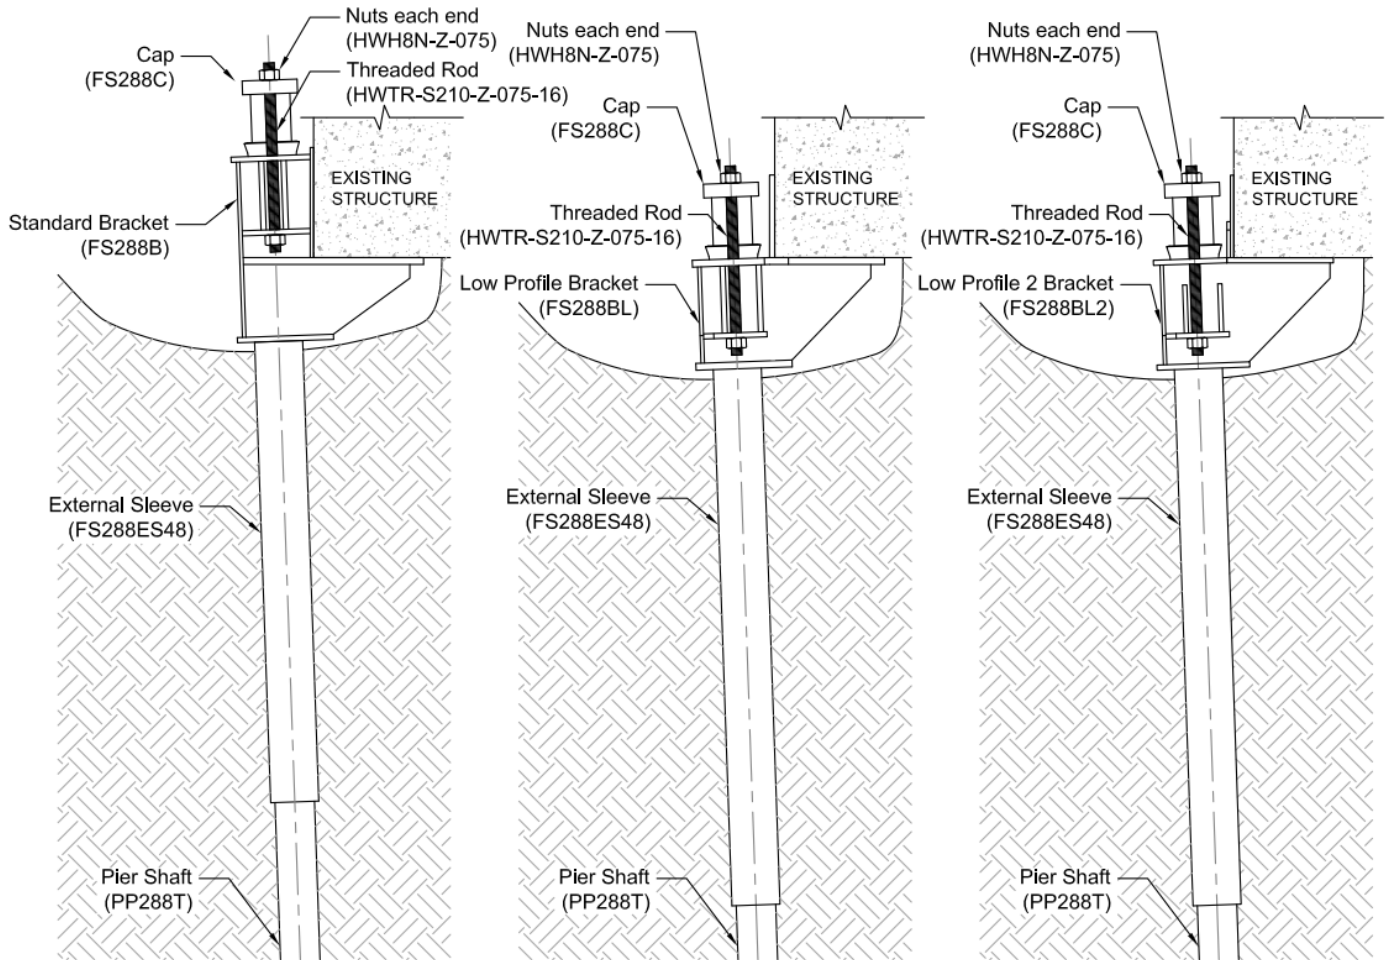 Nuts each end
(HWH8N-Z-075)
Cap
(FS288C)
Threaded Rod
(HWTR-S210-Z-075-16)
EXISTING
STRUCTURE
Standard Bracket
(FS288B)
External Sleeve
(FS288ES48)
Pier Shaft
(PP288T)
Nuts each end
(HWH8N-Z-075)
Cap
(FS288C)
EXISTING
STRUCTURE
Threaded Rod
(HWTR-S210-Z-075-16)
Low Profile Bracket
(FS288BL)
External Sleeve
(FS288ES48)
Pier Shaft
(PP288T)
Nuts each end
(HWH8N-Z-075)
Cap
(FS288C)
EXISTING
STRUCTURE
Threaded Rod
(HWTR-S210-Z-075-16)
Low Profile 2 Bracket
(FS288BL2)
External Sleeve
(FS288ES48)
Pier Shaft
(PP288T)